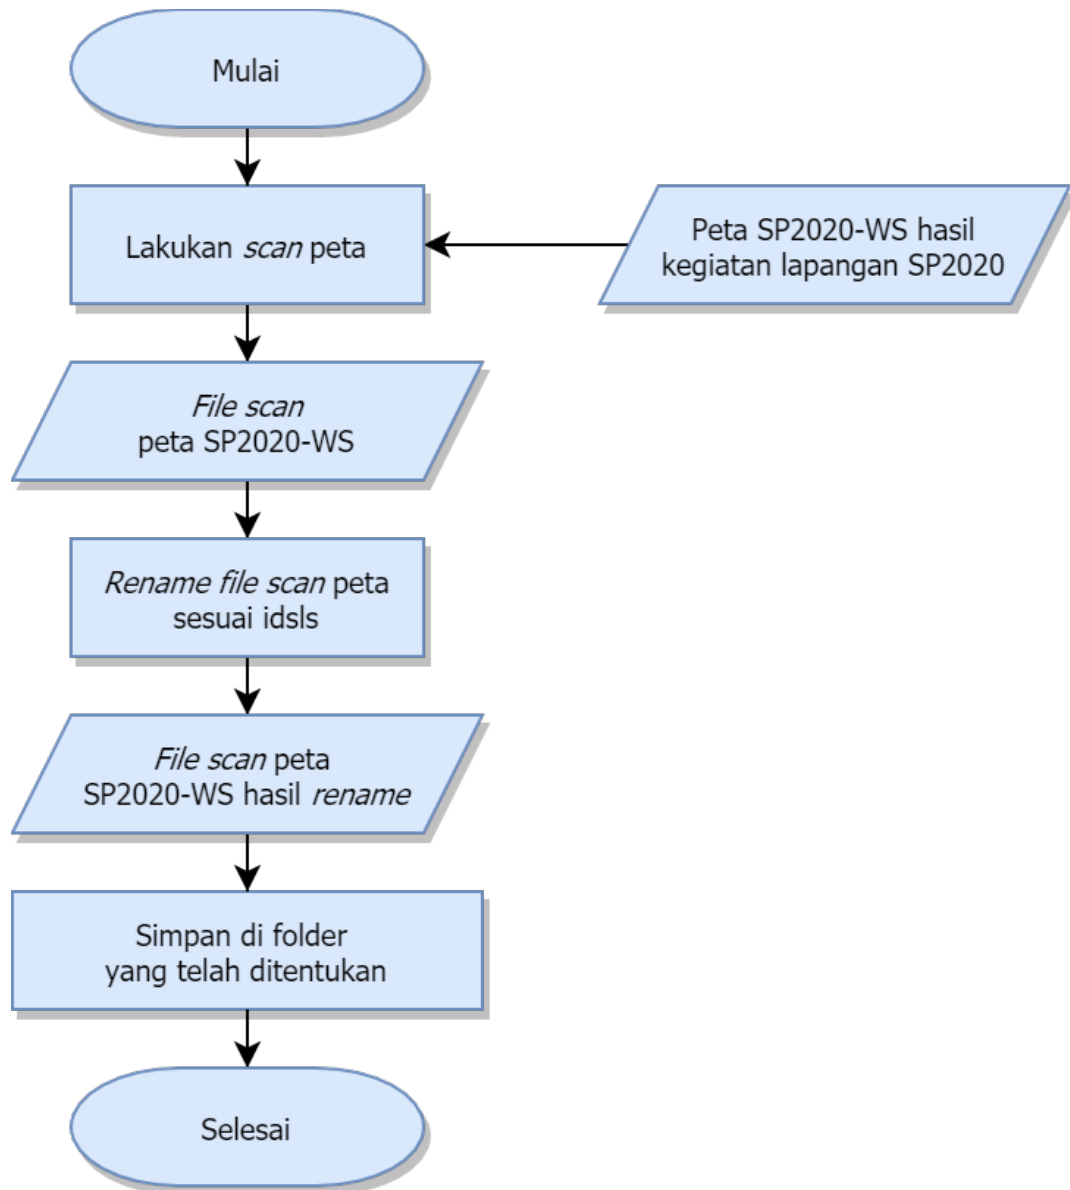 Mulai
Lakukan scan peta
Peta SP2020-WS hasil
kegiatan lapangan SP2020
File scan
peta SP2020-WS
Rename file scan peta
sesuai idsls
File scan peta
SP2020-WS hasil rename
Simpan di folder
yang telah ditentukan
Selesai